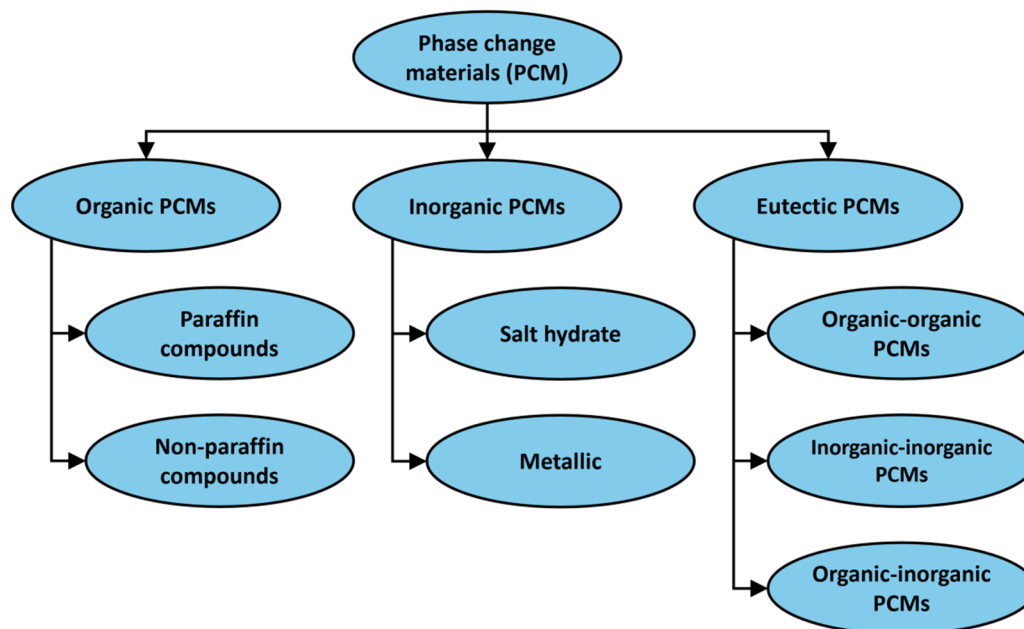 Phase change
materials (PCM)
Organic PCMs
Inorganic PCMs
Eutectic PCMs
Paraffin
compounds
Salt hydrate
Organic-organic
PCMs
Non-paraffin
compounds
Metallic
Inorganic-inorganic
PCMs
Organic-inorganic
PCMs